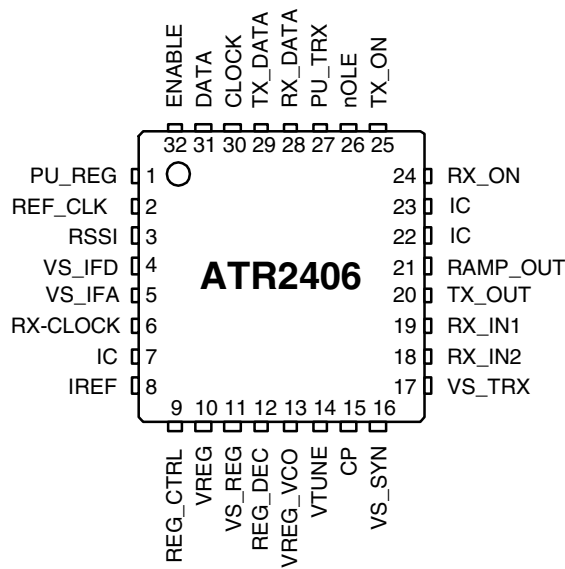 ENABLE
DATA
CLOCK
TX_DATA
RX_DATA
PU_TRX
nOLE
TX_ON
32 31 30 29 28 27 26 25
PU_REG 1
REF_CLK 2
RSSI 3
VS_IFD 4
VS_IFA 5
RX-CLOCK 6
IC 7
IREF 8
ATR2406
24 RX_ON
23 IC
22 IC
21 RAMP_OUT
20 TX_OUT
19 RX_IN1
18 RX_IN2
17 VS_TRX
9 10 11 12 13 14 15 16
REG_CTRL
VREG
VS_REG
REG_DEC
VREG_VCO
VTUNE
CP
VS_SYN